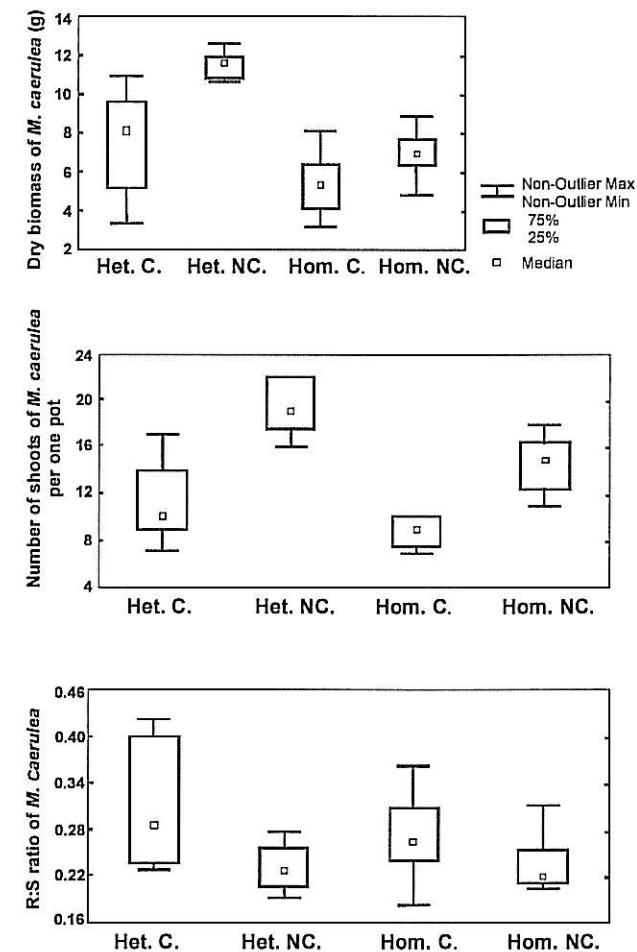 Dry biomass of M. caerulea (g)
14
12
10
8
6
4
2
Het. C. Het. NC. Hom. C. Hom. NC.
Non-Outlier Max
Non-Outlier Min
75%
25%
Median
Number of shoots of M. caerulea
per one pot
24
20
16
12
8
4
Het. C. Het. NC. Hom. C. Hom. NC.
R:S ratio of M. Caerulea
0.46
0.40
0.34
0.28
0.22
0.16
Het. C. Het. NC. Hom. C. Hom. NC.